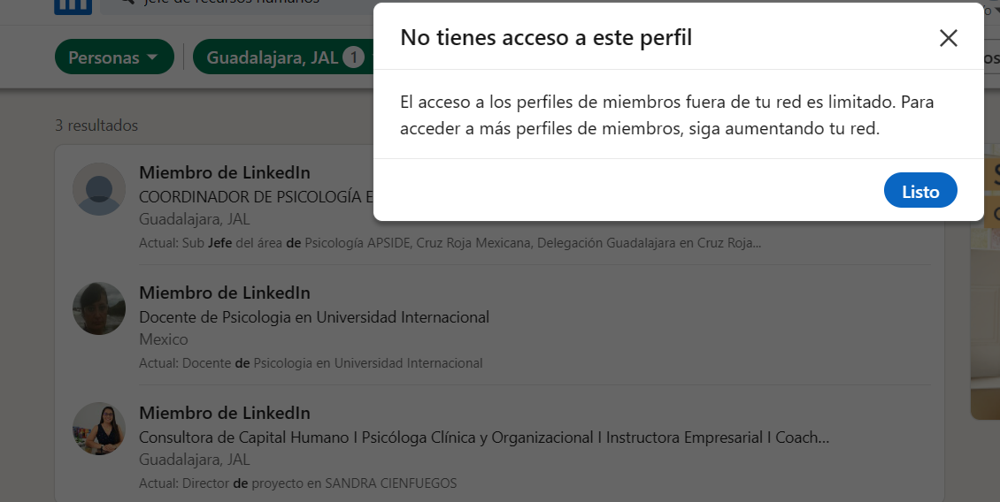 in
jefe de recursos humanos
No tienes acceso a este perfil
El acceso a los perfiles de miembros fuera de tu red es limitado. Para
acceder a más perfiles de miembros, siga aumentando tu red.
Listo
Personas
Guadalajara, JAL 1
3 resultados
Miembro de LinkedIn
COORDINADOR DE PSICOLOGÍA E
Guadalajara, JAL
Actual: Sub Jefe del área de Psicología APSIDE, Cruz Roja Mexicana, Delegación Guadalajara en Cruz Roja...
Miembro de LinkedIn
Docente de Psicologia en Universidad Internacional
Mexico
Actual: Docente de Psicologia en Universidad Internacional
Miembro de LinkedIn
Consultora de Capital Humano I Psicóloga Clínica y Organizacional I Instructora Empresarial I Coach...
Guadalajara, JAL
Actual: Director de proyecto en SANDRA CIENFUEGOS